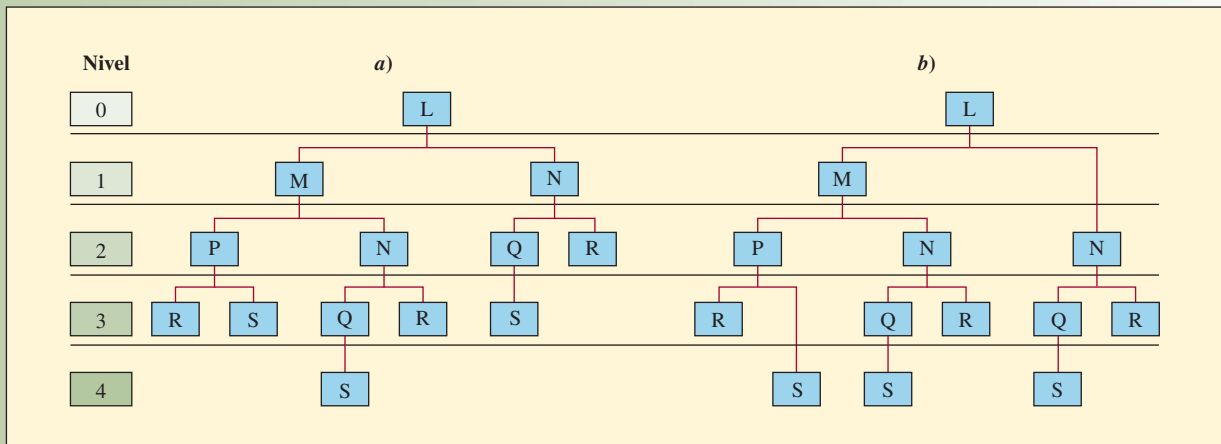 Nivel a) b)
0 L L
1 M N M
2 P N Q R P N N
3 R S Q R S R Q R Q R
4 S S S S